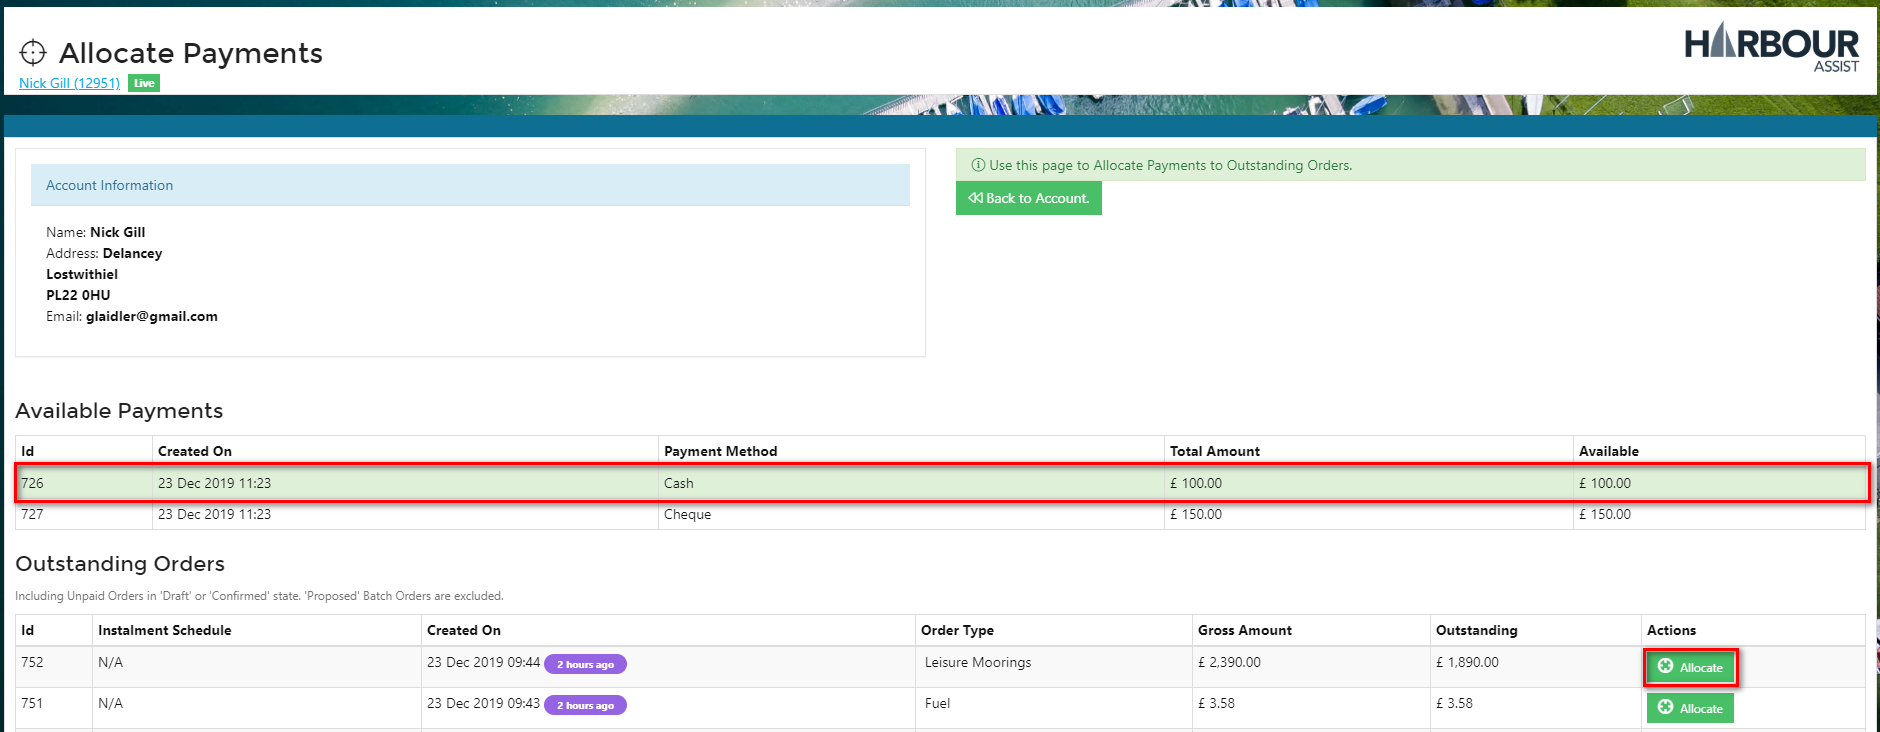 Allocate Payments
HARBOUR
ASSIST
Nick Gill (12951) Live
Account Information
Use this page to Allocate Payments to Outstanding Orders.
Back to Account.
Name: Nick Gill
Address: Delancey
Lostwithiel
PL22 0HU
Email: glaidler@gmail.com
Available Payments
Id Created On Payment Method Total Amount Available
726 23 Dec 2019 11:23 Cash £ 100.00 £ 100.00
727 23 Dec 2019 11:23 Cheque £ 150.00 £ 150.00
Outstanding Orders
Including Unpaid Orders in 'Draft' or 'Confirmed' state. 'Proposed' Batch Orders are excluded.
Id Instalment Schedule Created On Order Type Gross Amount Outstanding Actions
752 N/A 23 Dec 2019 09:44 2 hours ago Leisure Moorings £ 2,390.00 £ 1,890.00 Allocate
751 N/A 23 Dec 2019 09:43 2 hours ago Fuel £ 3.58 £ 3.58 Allocate